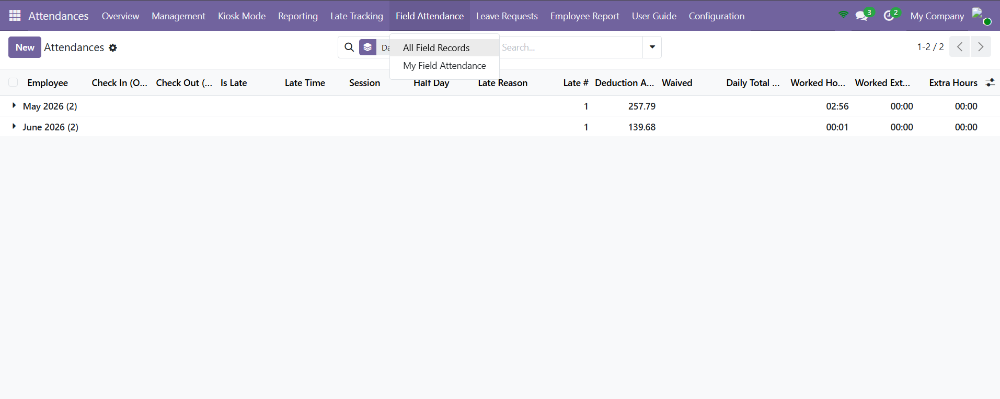 Attendances Overview Management Kiosk Mode Reporting Late Tracking Field Attendance Leave Requests Employee Report User Guide Configuration 3 2 My Company
New Attendances Da Search... 1-2 / 2
All Field Records
My Field Attendance
Employee Check In (O... Check Out (... Is Late Late Time Session Half Day Late Reason Late # Deduction A... Waived Daily Total ... Worked Ho... Worked Ext... Extra Hours
May 2026 (2) 1 257.79 02:56 00:00 00:00
June 2026 (2) 1 139.68 00:01 00:00 00:00